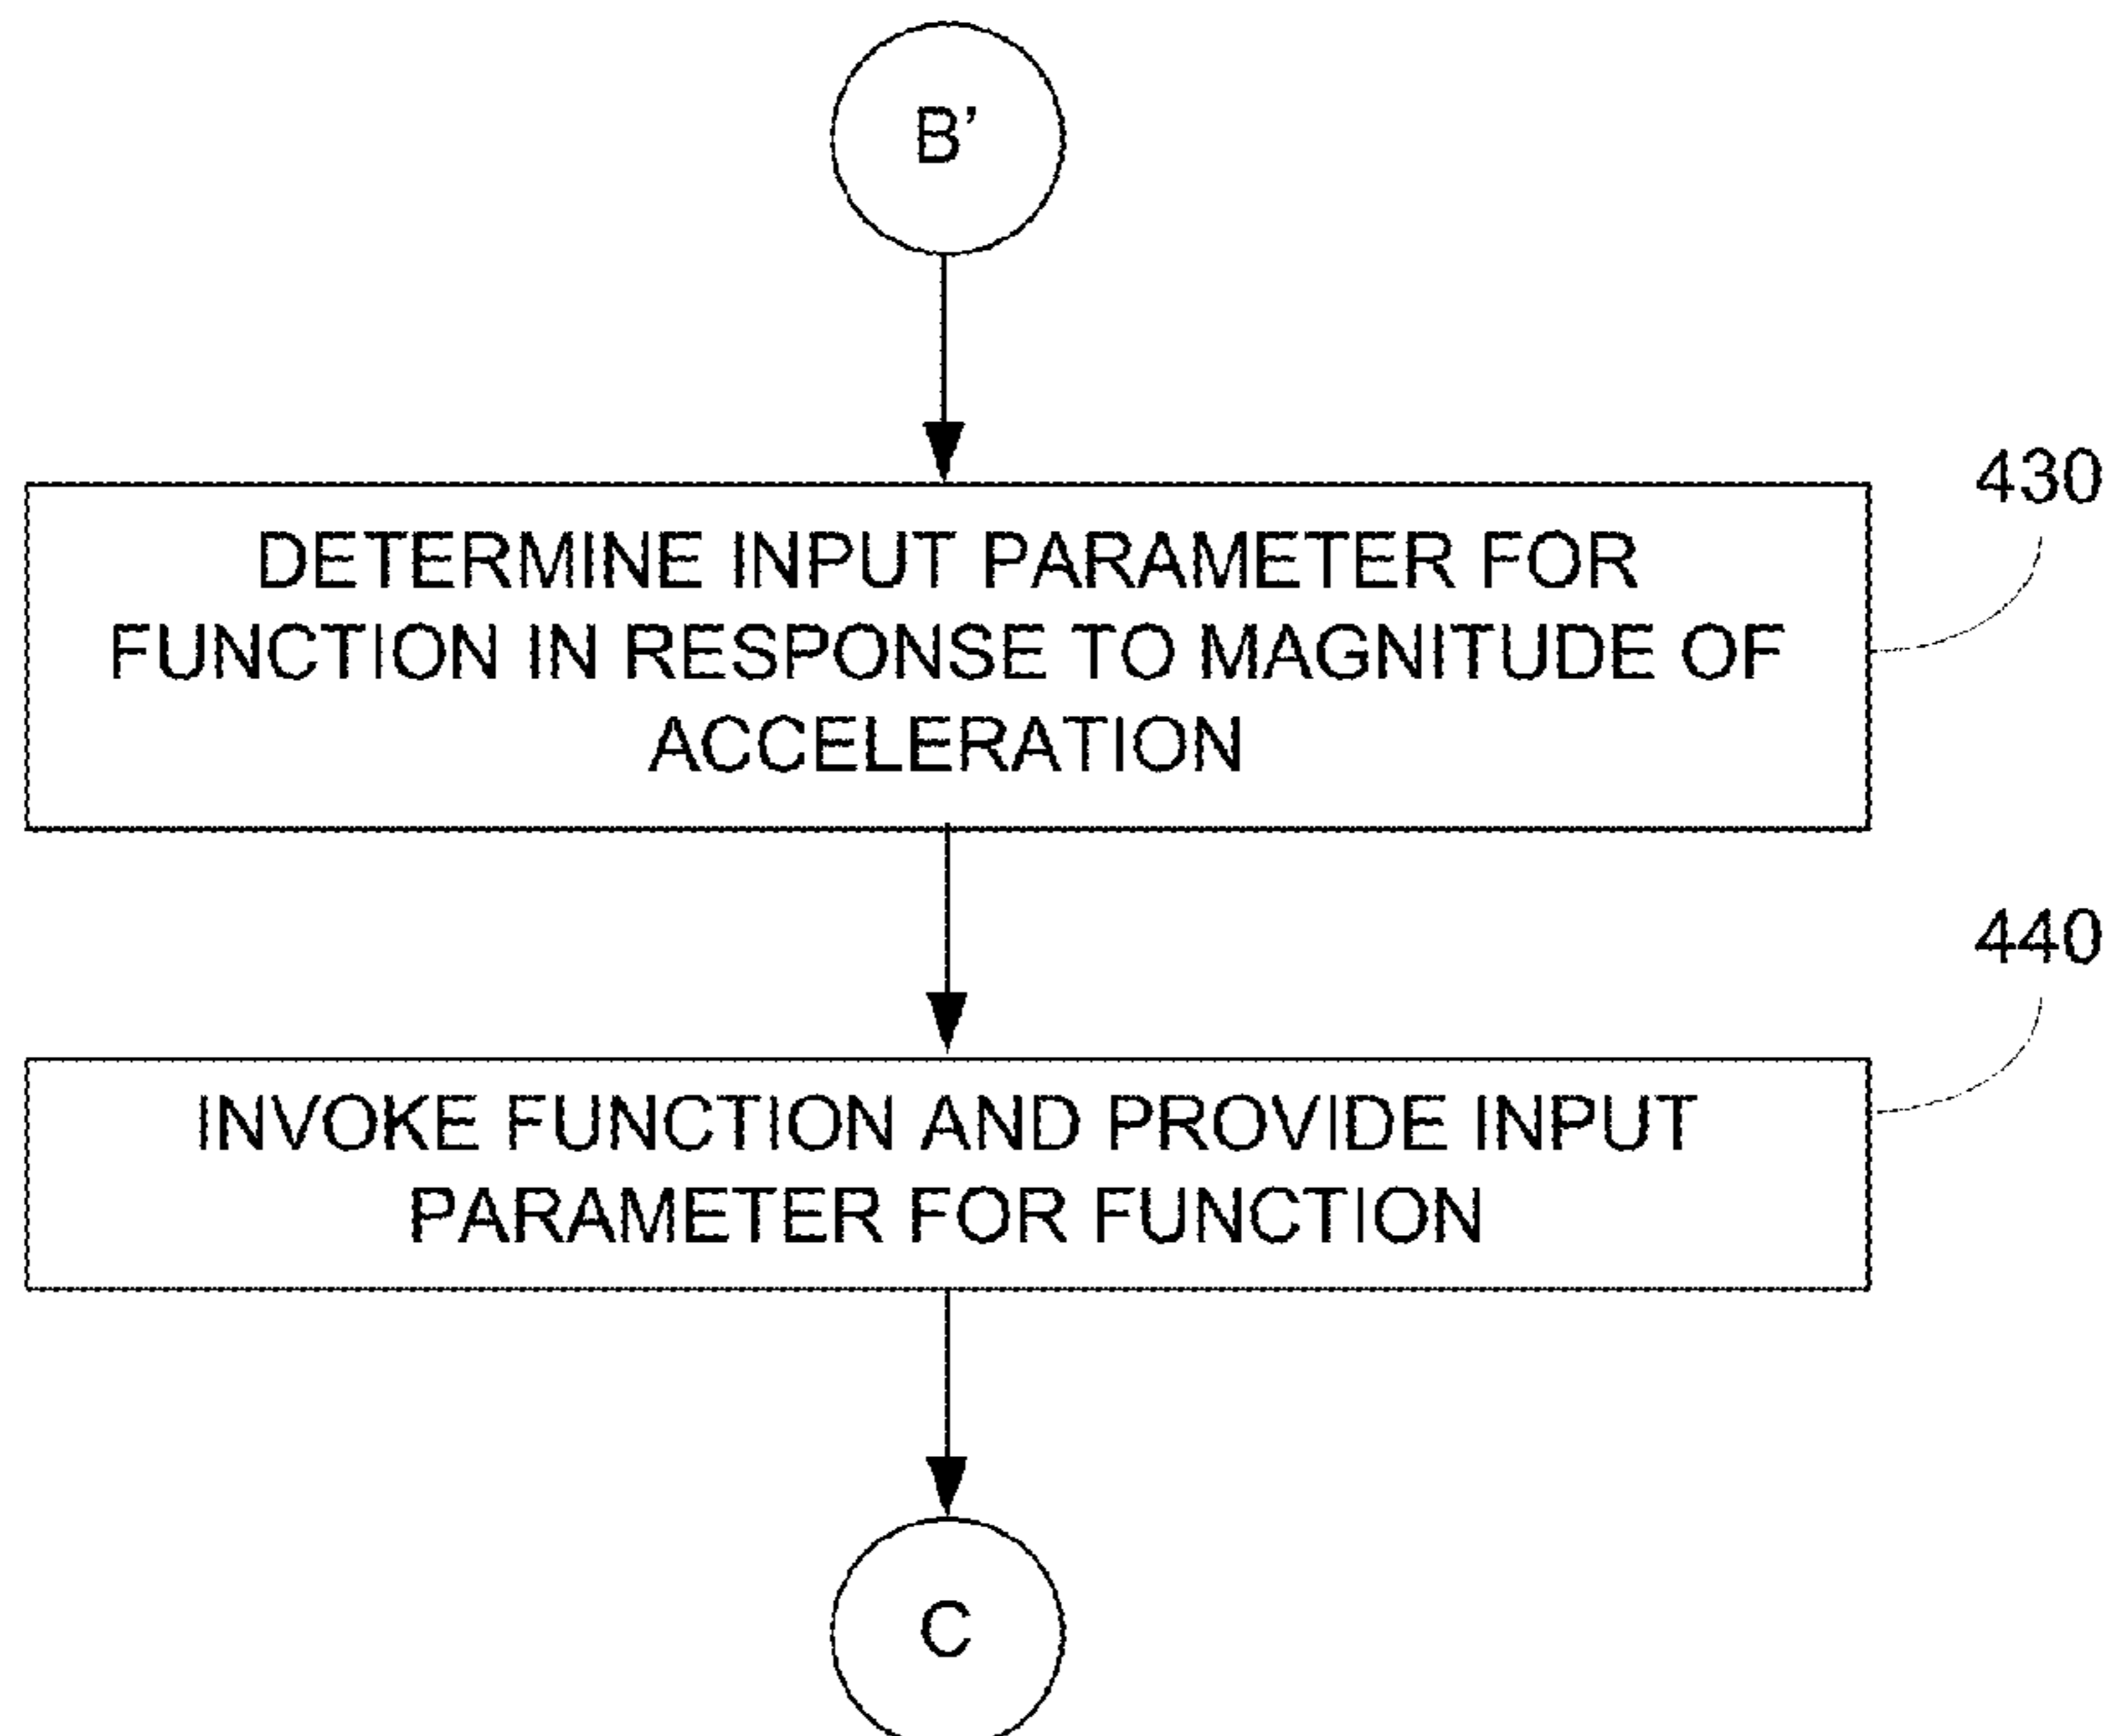 B’
430
DETERMINE INPUT PARAMETER FOR
FUNCTION IN RESPONSE TO MAGNITUDE OF
ACCELERATION
440
INVOKE FUNCTION AND PROVIDE INPUT
PARAMETER FOR FUNCTION
C